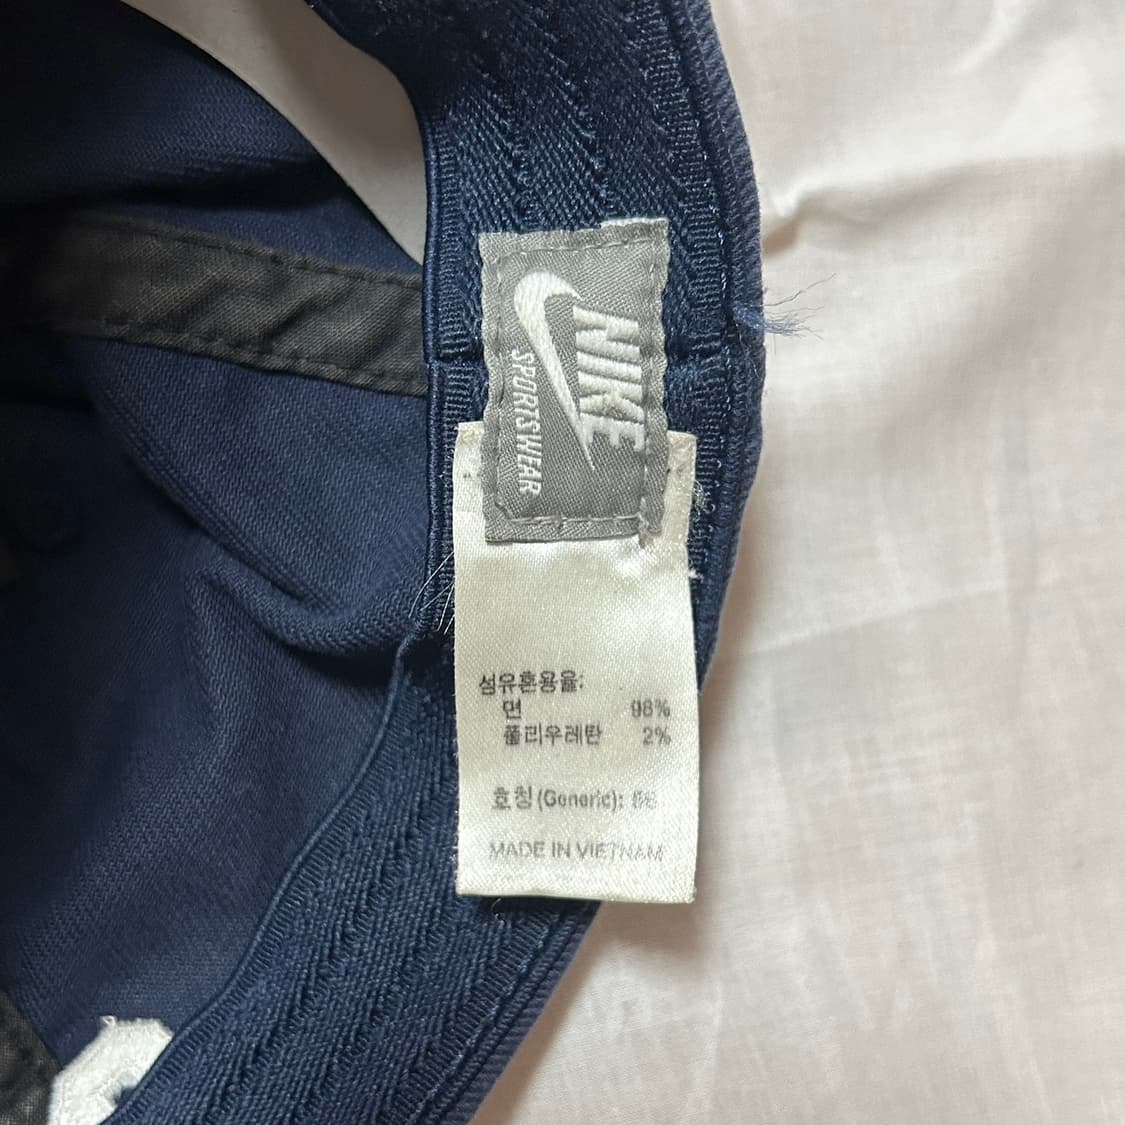 NIKE
SPORTSWEAR
섬유혼용율:
면 98%
폴리우레탄 2%
호칭(Generic):
MADE IN VIETNAM